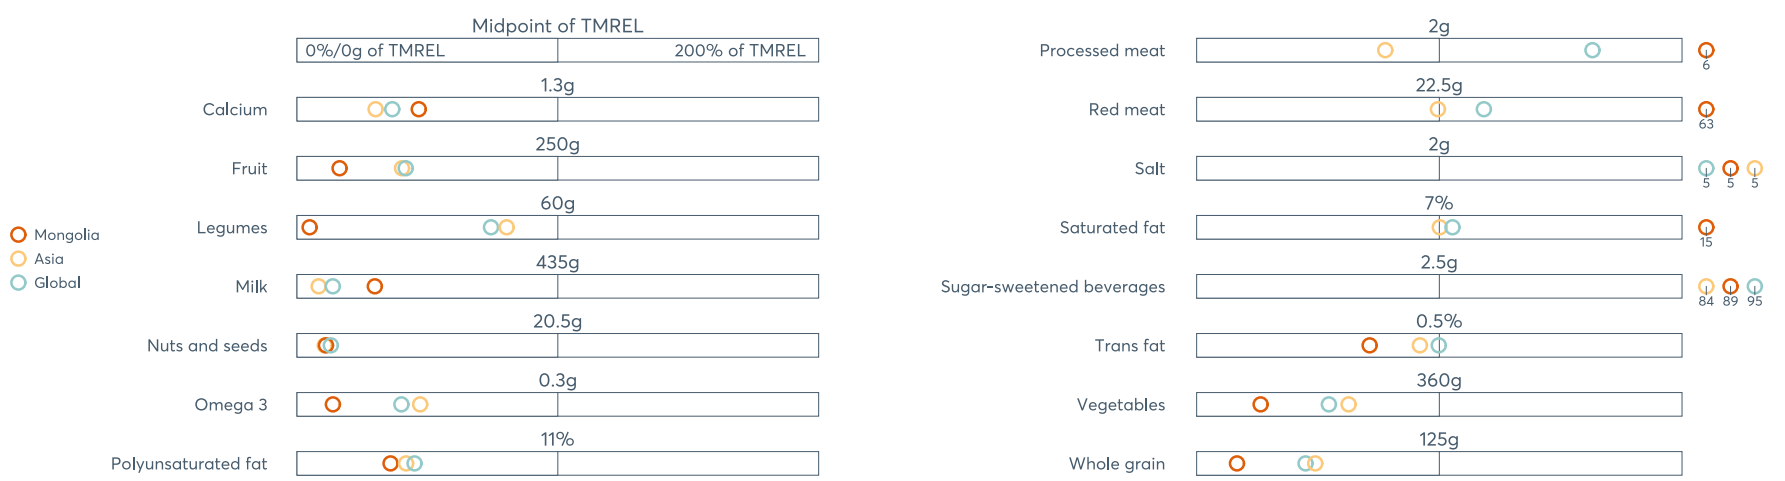 Midpoint of TMREL
0%/0g of TMREL 200% of TMREL
1.3g
Calcium
250g
Fruit
60g
Legumes
435g
Milk
20.5g
Nuts and seeds
0.3g
Omega 3
11%
Polyunsaturated fat
Mongolia
Asia
Global
2g
Processed meat
6
22.5g
Red meat
63
2g
Salt
5 5 5
7%
Saturated fat
15
2.5g
Sugar-sweetened beverages
84 89 95
0.5%
Trans fat
360g
Vegetables
125g
Whole grain